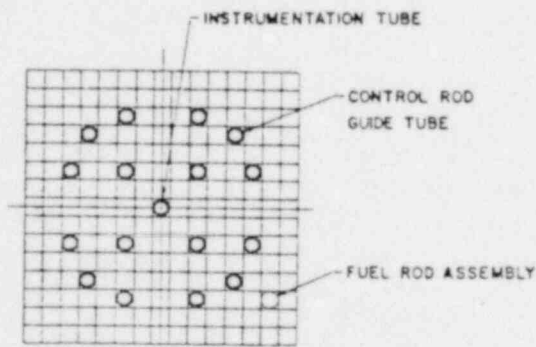 INSTRUMENTATION TUBE
CONTROL ROD
GUIDE TUBE
FUEL ROD ASSEMBLY